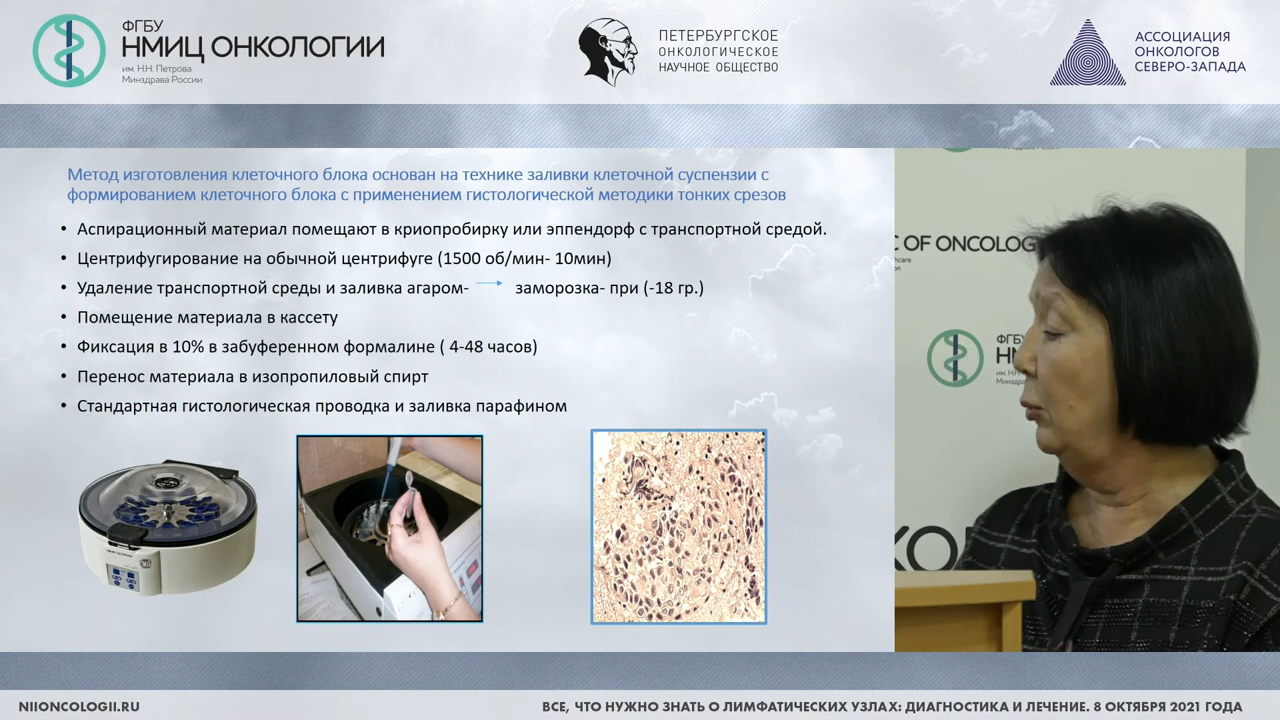 ФГБУ
НМИЦ ОНКОЛОГИИ
им. Н.Н. Петрова
Минздрава России
ПЕТЕРБУРГСКОЕ
ОНКОЛОГИЧЕСКОЕ
НАУЧНОЕ ОБЩЕСТВО
АССОЦИАЦИЯ
ОНКОЛОГОВ
СЕВЕРО-ЗАПАДА
Метод изготовления клеточного блока основан на технике заливки клеточной суспензии с
формированием клеточного блока с применением гистологической методики тонких срезов
• Аспирационный материал помещают в криопробирку или эппендорф с транспортной средой.
• Центрифугирование на обычной центрифуге (1500 об/мин- 10мин)
• Удаление транспортной среды и заливка агаром- → заморозка- при (-18 гр.)
• Помещение материала в кассету
• Фиксация в 10% в забуференном формалине ( 4-48 часов)
• Перенос материала в изопропиловый спирт
• Стандартная гистологическая проводка и заливка парафином
C OF ONCOLOG
ФГБУ
НМ
им. Н.Н
Минздра
КО
NIIONCOLOGII.RU
ВСЕ, ЧТО НУЖНО ЗНАТЬ О ЛИМФАТИЧЕСКИХ УЗЛАХ: ДИАГНОСТИКА И ЛЕЧЕНИЕ. 8 ОКТЯБРЯ 2021 ГОДА